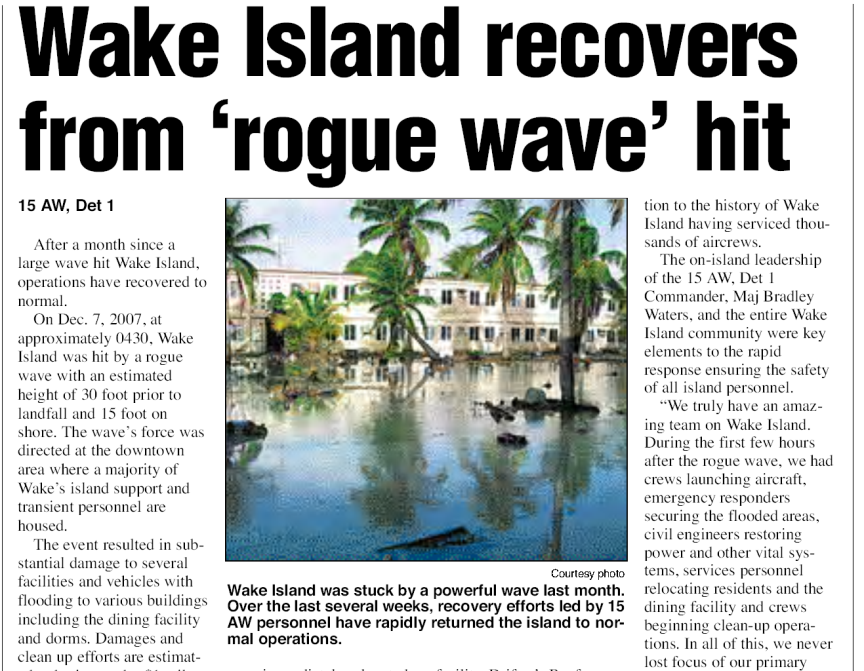 Wake Island recovers
from ‘rogue wave’ hit
15 AW, Det 1
After a month since a
large wave hit Wake Island,
operations have recovered to
normal.
On Dec. 7, 2007, at
approximately 0430, Wake
Island was hit by a rogue
wave with an estimated
height of 30 foot prior to
landfall and 15 foot on
shore. The wave’s force was
directed at the downtown
area where a majority of
Wake’s island support and
transient personnel are
housed.
The event resulted in sub-
stantial damage to several
facilities and vehicles with
flooding to various buildings
including the dining facility
and dorms. Damages and
clean up efforts are estimat-
Courtesy photo
Wake Island was stuck by a powerful wave last month.
Over the last several weeks, recovery efforts led by 15
AW personnel have rapidly returned the island to nor-
mal operations.
tion to the history of Wake
Island having serviced thou-
sands of aircrews.
The on-island leadership
of the 15 AW, Det 1
Commander, Maj Bradley
Waters, and the entire Wake
Island community were key
elements to the rapid
response ensuring the safety
of all island personnel.
“We truly have an amaz-
ing team on Wake Island.
During the first few hours
after the rogue wave, we had
crews launching aircraft,
emergency responders
securing the flooded areas,
civil engineers restoring
power and other vital sys-
tems, services personnel
relocating residents and the
dining facility and crews
beginning clean-up opera-
tions. In all of this, we never
lost focus of our primary